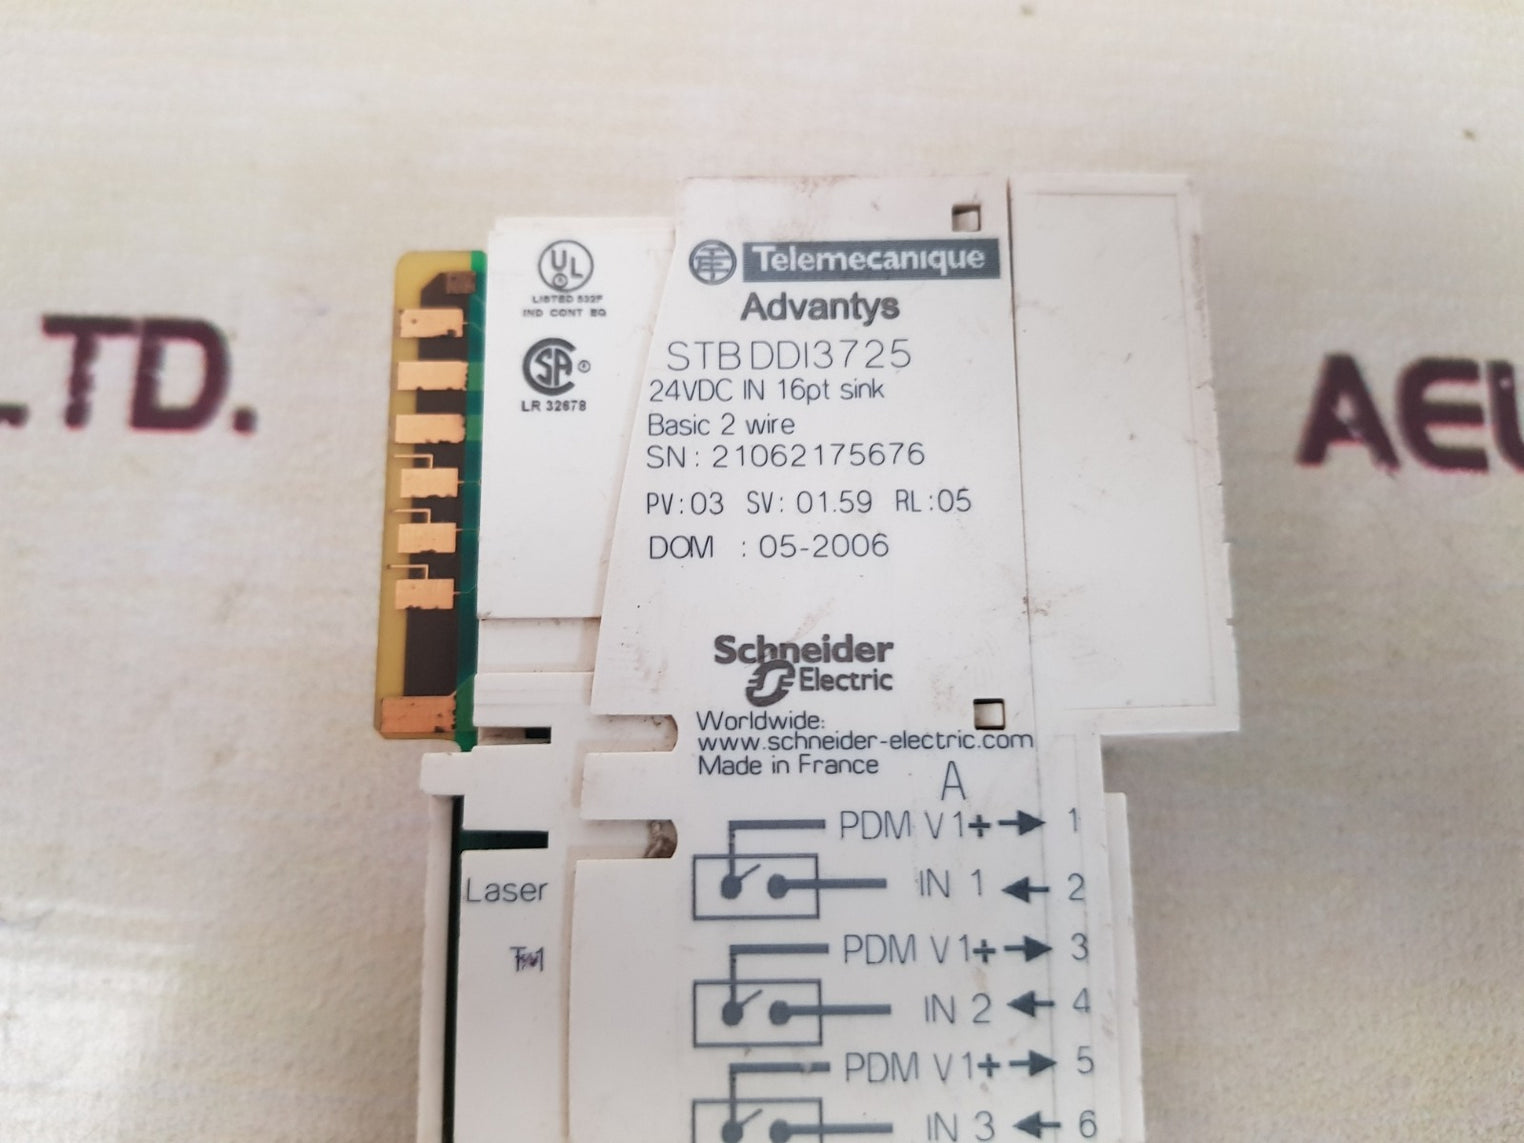 .LTD.
AEL
UL
LISTED 532F
IND CONT EQ
LR 32678
Telemecanique
Advantys
STBDDI3725
24VDC IN 16pt sink
Basic 2 wire
SN: 21062175676
PV:03 SV: 01.59 RL:05
DOM : 05-2006
Schneider
Electric
Worldwide:
www.schneider-electric.com
Made in France
A
PDM V1+ 1
IN 1 2
PDM V1+ 3
IN 2 4
PDM V1+ 5
IN 3 6
Laser